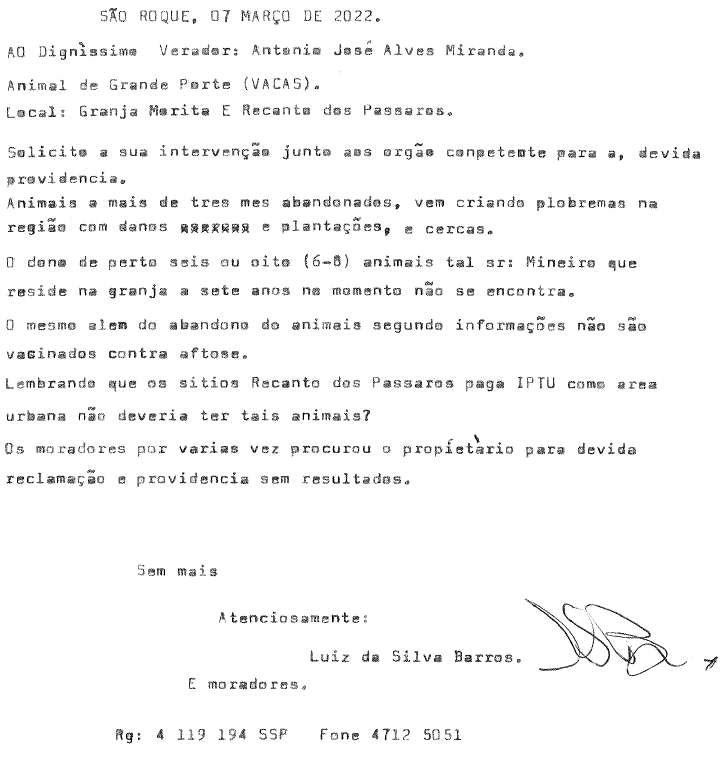 SÃO ROQUE, 07 MARÇO DE 2022.
AO Digníssimo Verador: Antonio José Alves Miranda.
Animal de Grande Porte (VACAS).
Local: Granja Morita E Recanto dos Passaros.
Solicito a sua intervenção junto aos orgão conpetente para a, devida
providencia.
Animais a mais de tres mes abandonados, vem criando plobremas na
região com danos e plantações, e cercas.
O dono de perto seis ou oito (6-8) animais tal sr: Mineiro que
reside na granja a sete anos no momento não se encontra.
O mesmo alem do abandono do animais segundo informações não são
vacinados contra aftose.
Lembrando que os sitios Recanto dos Passaros paga IPTU como area
urbana não deveria ter tais animais?
Os moradores por varias vez procurou o propíetàrio para devida
reclamação e providencia sem resultados.
Sem mais
Atenciosamente:
Luiz da Silva Barros.
E moradores.
Rg: 4 119 194 SSP Fone 4712 5051